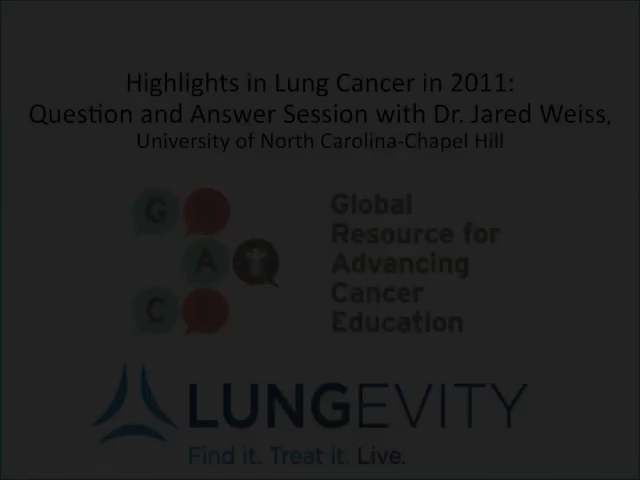 Highlights in Lung Cancer in 2011:
Question and Answer Session with Dr. Jared Weiss,
University of North Carolina-Chapel Hill
G R
A
C E
Global
Resource for
Advancing
Cancer
Education
LUNGEVITY
Find it. Treat it. Live.